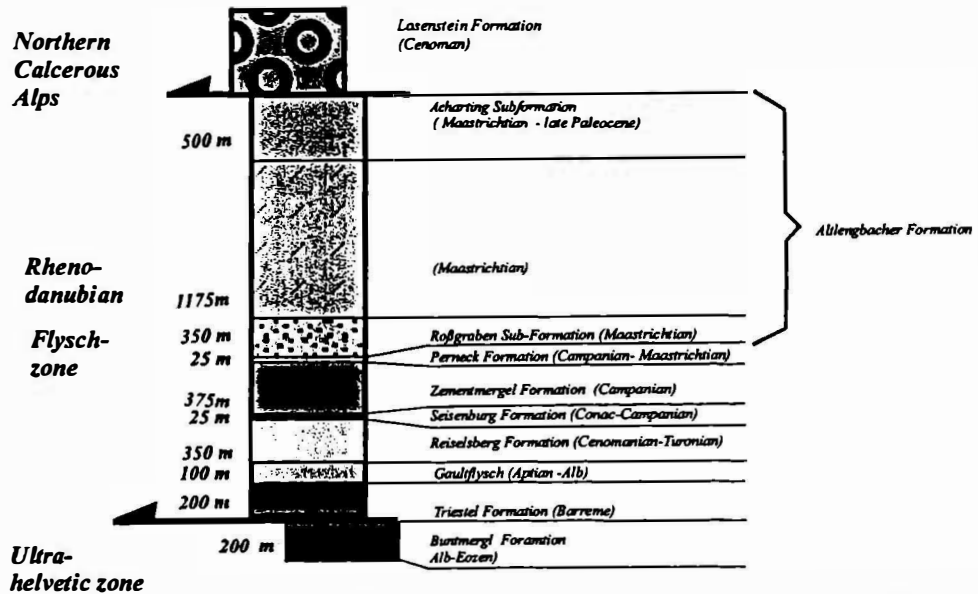 Northern
Calcerous
Alps
Losenstein Formation
(Cenoman)
Acharting Subformation
( Maastrichtian - late Paleocene)
500 m
Altlengbacher Formation
(Maastrichtian)
Rheno-
danubian
Flysch-
zone
1175m
350 m
Roßgraben Sub-Formation (Maastrichtian)
25 m
Perneck Formation (Campanian- Maastrichtian)
Zementmergel Formation (Campanian)
375m
25 m
Seisenburg Formation (Conac-Campanian)
Reiselsberg Formation (Cenomanian-Turonian)
350 m
100 m
Gaultflysch (Aptian -Alb)
200 m
Triestel Formation (Barreme)
200 m
Buntmergl Foramtion
Alb-Eozen)
Ultra-
helvetic zone